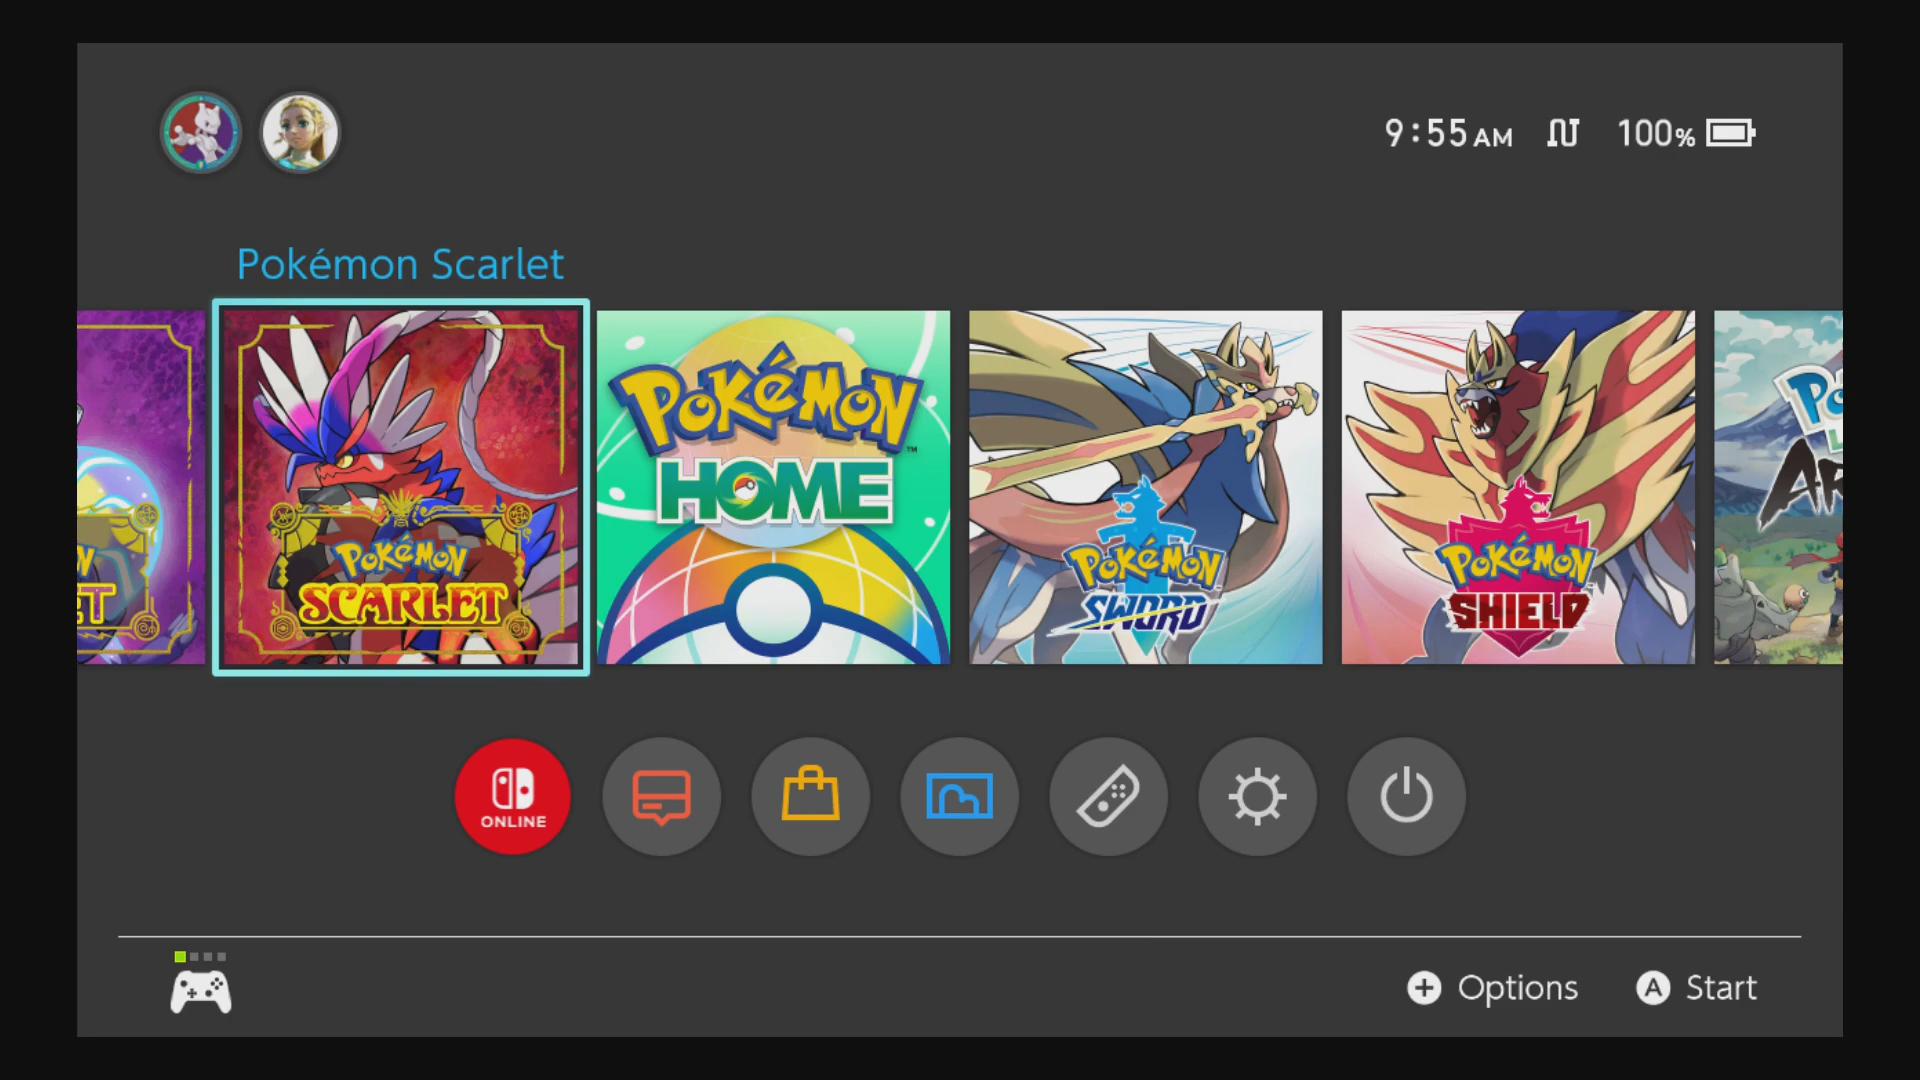 9:55 AM 100%
Pokémon Scarlet
POKÉMON
SCARLET
POKÉMON
HOME
POKÉMON
SWORD
POKÉMON
SHIELD
ONLINE
Options
A Start